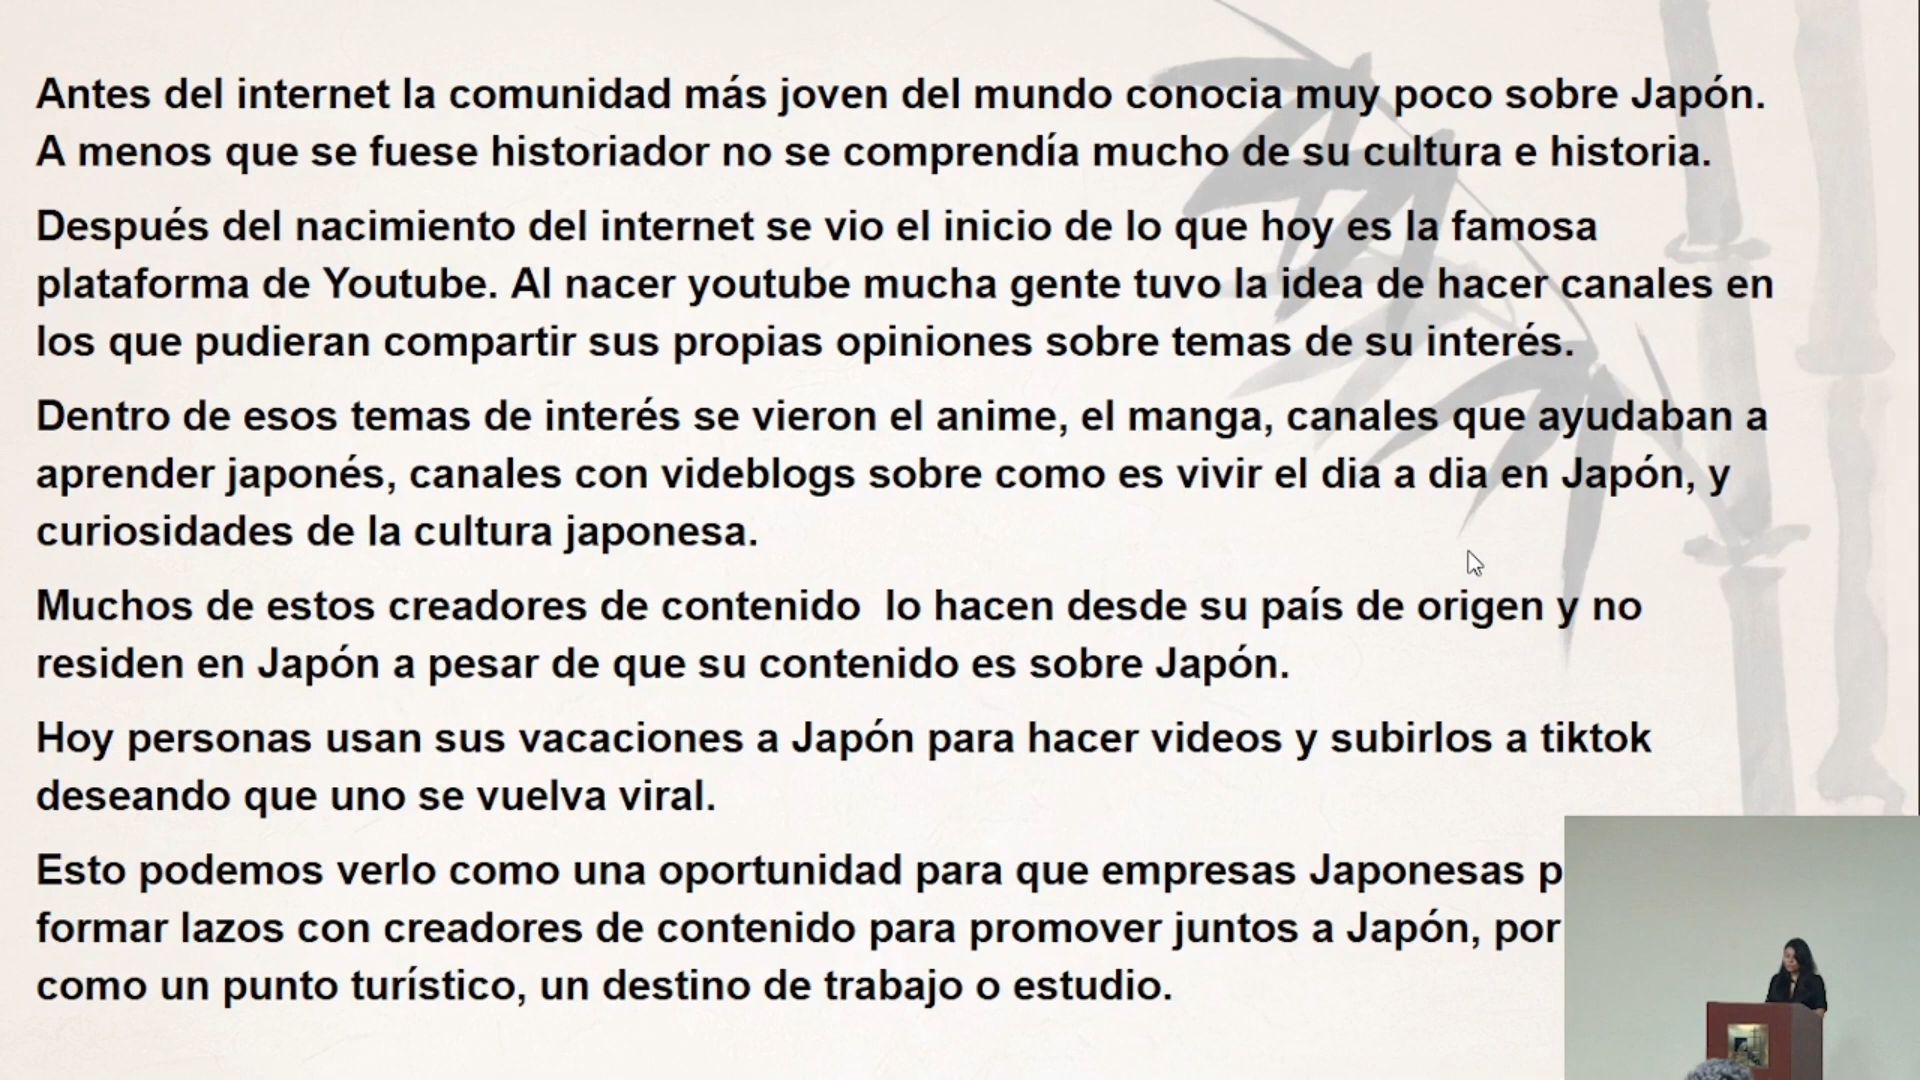 Antes del internet la comunidad más joven del mundo conocia muy poco sobre Japón.
A menos que se fuese historiador no se comprendía mucho de su cultura e historia.
Después del nacimiento del internet se vio el inicio de lo que hoy es la famosa
plataforma de Youtube. Al nacer youtube mucha gente tuvo la idea de hacer canales en
los que pudieran compartir sus propias opiniones sobre temas de su interés.
Dentro de esos temas de interés se vieron el anime, el manga, canales que ayudaban a
aprender japonés, canales con videblogs sobre como es vivir el dia a dia en Japón, y
curiosidades de la cultura japonesa.
Muchos de estos creadores de contenido  lo hacen desde su país de origen y no
residen en Japón a pesar de que su contenido es sobre Japón.
Hoy personas usan sus vacaciones a Japón para hacer videos y subirlos a tiktok
deseando que uno se vuelva viral.
Esto podemos verlo como una oportunidad para que empresas Japonesas
formar lazos con creadores de contenido para promover juntos a Japón, por
como un punto turístico, un destino de trabajo o estudio.